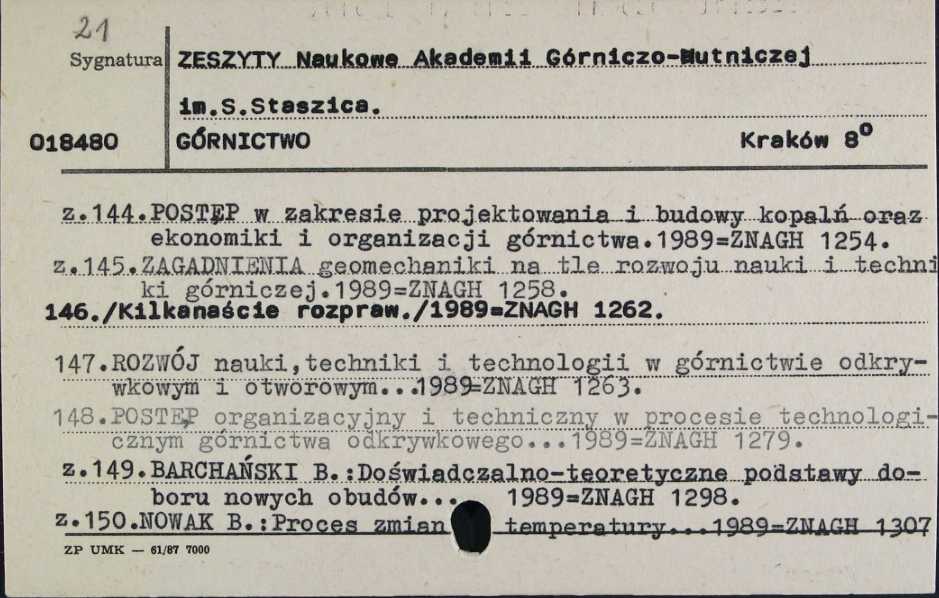 21
Sygnatura ZESZYTY Naukowe Akademii Górniczo-Hutniczej
im.S.Staszica.
018480 GÓRNICTWO Kraków 8°
z.144.POSTĘP w zakresie projektowania i budowy kopalń oraz
ekonomiki i organizacji górnictwa.1989=ZNAGH 1254.
z.145.ZAGADNIENIA geomechaniki na tle rozwoju nauki i techni
ki górniczej.1989=ZNAGH 1258.
146./Kilkanaście rozpraw./1989=ZNAGH 1262.
147.ROZWÓJ nauki,techniki i technologii w górnictwie odkry-
wkowym i otworowym...1989=ZNAGH 1263.
148.POSTĘP organizacyjny i techniczny w procesie technologi-
cznym górnictwa odkrywkowego...1989=ZNAGH 1279.
z.149.BARCHAŃSKI B.:Doświadczalno-teoretyczne podstawy do-
boru nowych obudów... 1989=ZNAGH 1298.
z.150.NOWAK B.:Proces zmian temperatury...1989=ZNAGH 1307
ZP UMK — 61/87 7000